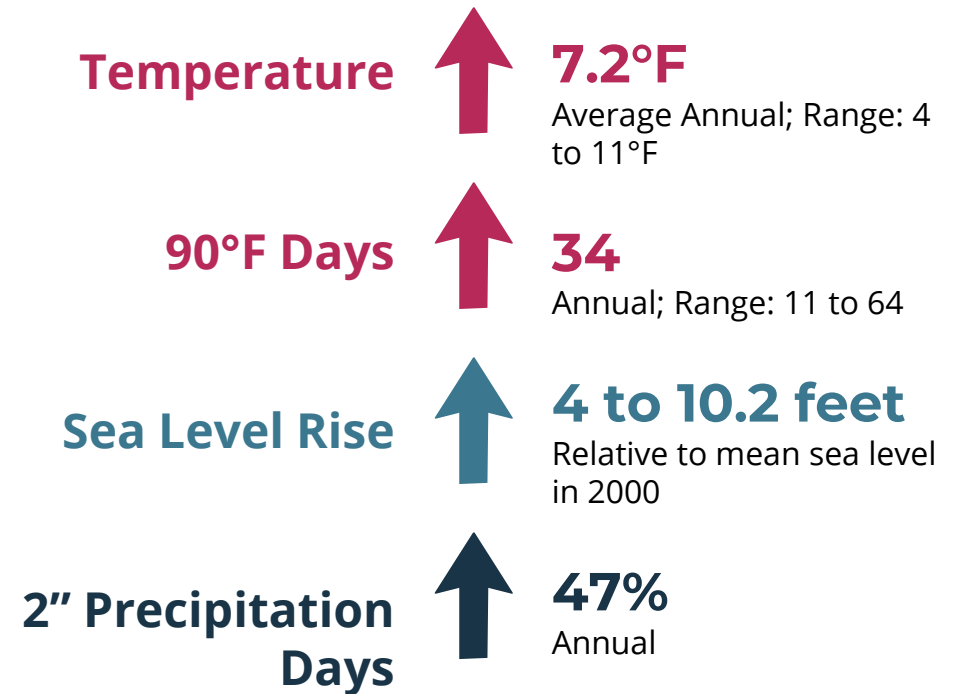 Temperature
7.2°F
Average Annual; Range: 4
to 11°F
90°F Days
34
Annual; Range: 11 to 64
Sea Level Rise
4 to 10.2 feet
Relative to mean sea level
in 2000
2” Precipitation
Days
47%
Annual